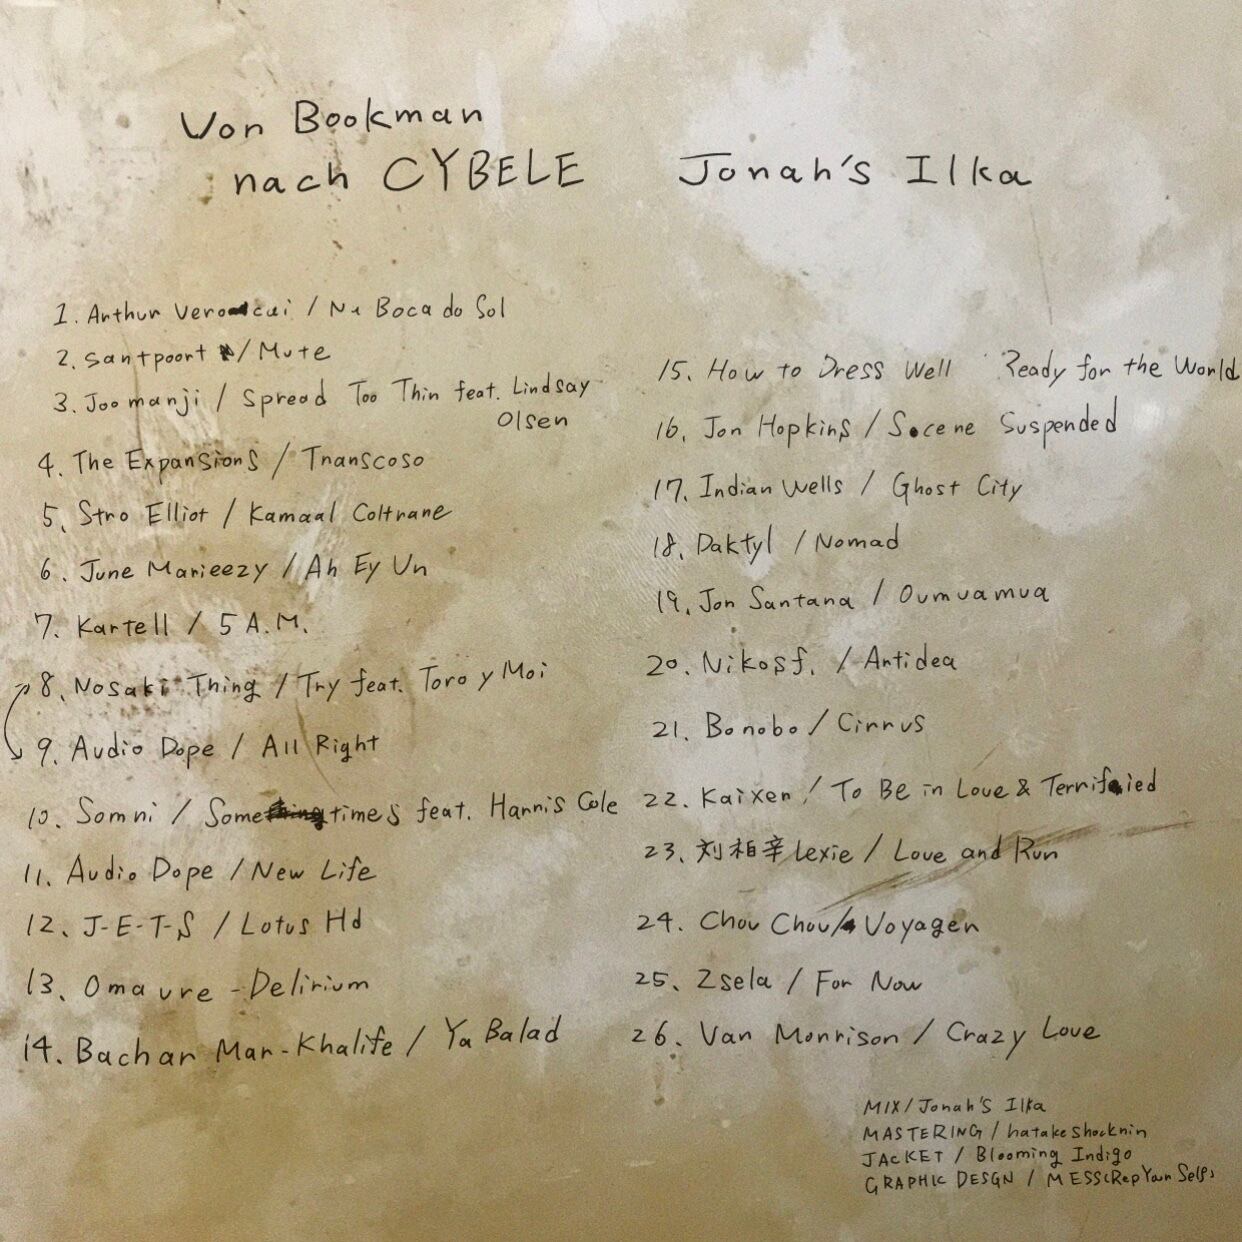 Von Bookman
nach CYBELE
Jonah's Ilka
1. Arthur Verocai / Na Boca do Sol
2. Santpoort / Mute
3. Joomanji / Spread Too Thin feat. Lindsay
Olsen
4. The Expansions / Transcoso
5. Stro Elliot / Kamaal Coltrane
6. June Marieezy / Ah Ey Un
7. Kartell / 5 A.M.
8. Nosaki Thing / Try feat. Toro y Moi
9. Audio Dope / All Right
10. Somni / Sometimes feat. Harris Cole
11. Audio Dope / New Life
12. J-E-T-S / Lotus Hd
13. Omaure - Delirium
14. Bachar Mar-Khalife / Ya Balad
15. How to Dress Well Ready for the World
16. Jon Hopkins / Scene Suspended
17. Indian Wells / Ghost City
18. Daktyl / Nomad
19. Jon Santana / Oumuamua
20. Nikosf. / Antidea
21. Bonobo / Cirrus
22. Kaixen / To Be in Love & Terrified
23. 刘柏辛 Lexie / Love and Run
24. Chou Chou / Voyager
25. Zsela / For Now
26. Van Morrison / Crazy Love
MIX / Jonah's Ilka
MASTERING / hatakeshocknin
JACKET / Blooming Indigo
GRAPHIC DESGN / MESS(RepYourSelf)